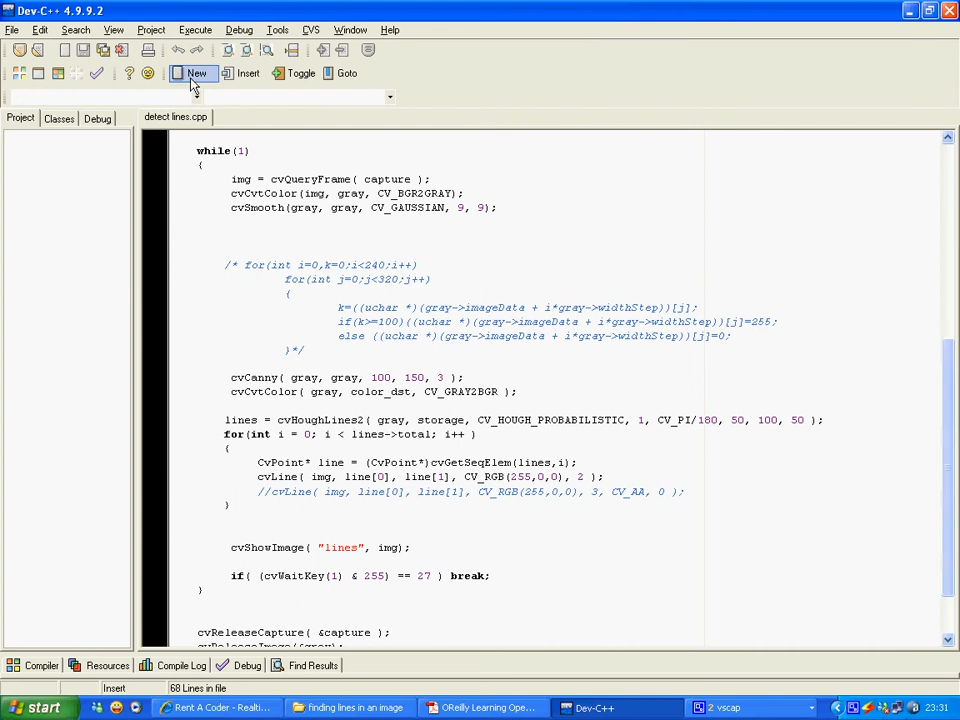 Dev-C++ 4.9.9.2
File Edit Search View Project Execute Debug Tools CVS Window Help
New Insert Toggle Goto
Project Classes Debug detect lines.cpp
while(1)
{
img = cvQueryFrame( capture );
cvCvtColor(img, gray, CV_BGR2GRAY);
cvSmooth(gray, gray, CV_GAUSSIAN, 9, 9);
/* for(int i=0,k=0;i<240;i++)
for(int j=0;j<320;j++)
{
k=((uchar *)(gray->imageData + i*gray->widthStep))[j];
if(k>=100)((uchar *)(gray->imageData + i*gray->widthStep))[j]=255;
else ((uchar *)(gray->imageData + i*gray->widthStep))[j]=0;
}*/
cvCanny( gray, gray, 100, 150, 3 );
cvCvtColor( gray, color_dst, CV_GRAY2BGR );
lines = cvHoughLines2( gray, storage, CV_HOUGH_PROBABILISTIC, 1, CV_PI/180, 50, 100, 50 );
for(int i = 0; i < lines->total; i++ )
{
CvPoint* line = (CvPoint*)cvGetSeqElem(lines,i);
cvLine( img, line[0], line[1], CV_RGB(255,0,0), 2 );
//cvLine( img, line[0], line[1], CV_RGB(255,0,0), 3, CV_AA, 0 );
}
cvShowImage( "lines", img);
if( (cvWaitKey(1) & 255) == 27 ) break;
}
cvReleaseCapture( &capture );
cvReleaseImage(&gray);
Compiler Resources Compile Log Debug Find Results
Insert 68 Lines in file
start Rent A Coder - Realti... finding lines in an image OReilly Learning Ope... Dev-C++ 2 vscap 23:31